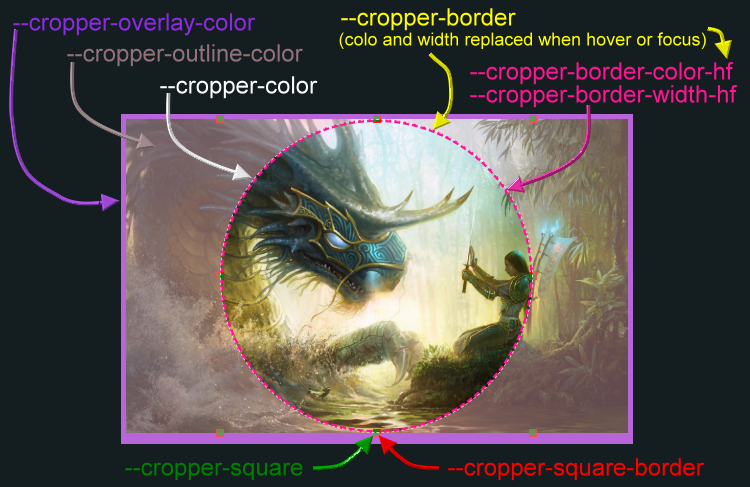 --cropper-overlay-color
--cropper-border
(colo and width replaced when hover or focus)
--cropper-outline-color
--cropper-border-color-hf
--cropper-color
--cropper-border-width-hf
--cropper-square
--cropper-square-border